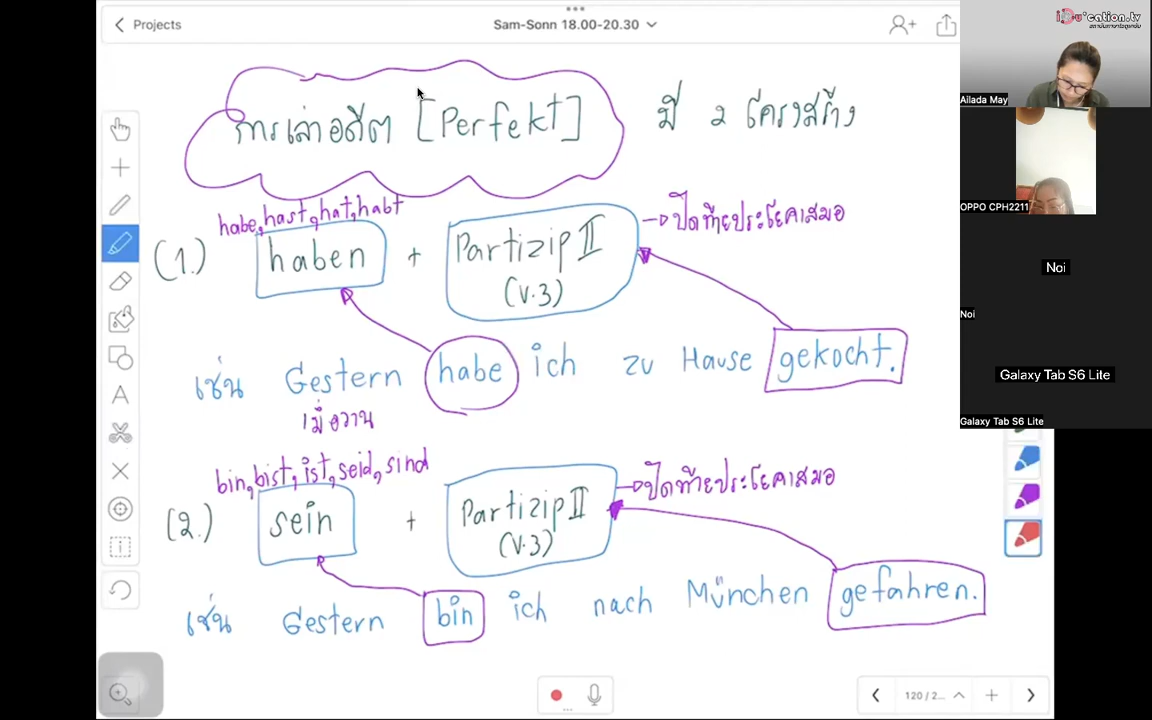 Projects
Sam-Sonn 18.00-20.30
การเล่าอดีต [Perfekt] มี 2 โครงสร้าง
habe, hast, hat, habt
(1.) haben + Partizip II (v.3) → ปิดท้ายประโยคเสมอ
เช่น Gestern habe ich zu Hause gekocht.
เมื่อวาน
bin, bist, ist, seid, sind
(2.) sein + Partizip II (v.3) → ปิดท้ายประโยคเสมอ
เช่น Gestern bin ich nach München gefahren.
120 / 2...
Ailada May
OPPO CPH2211
Noi
Noi
Galaxy Tab S6 Lite
Galaxy Tab S6 Lite